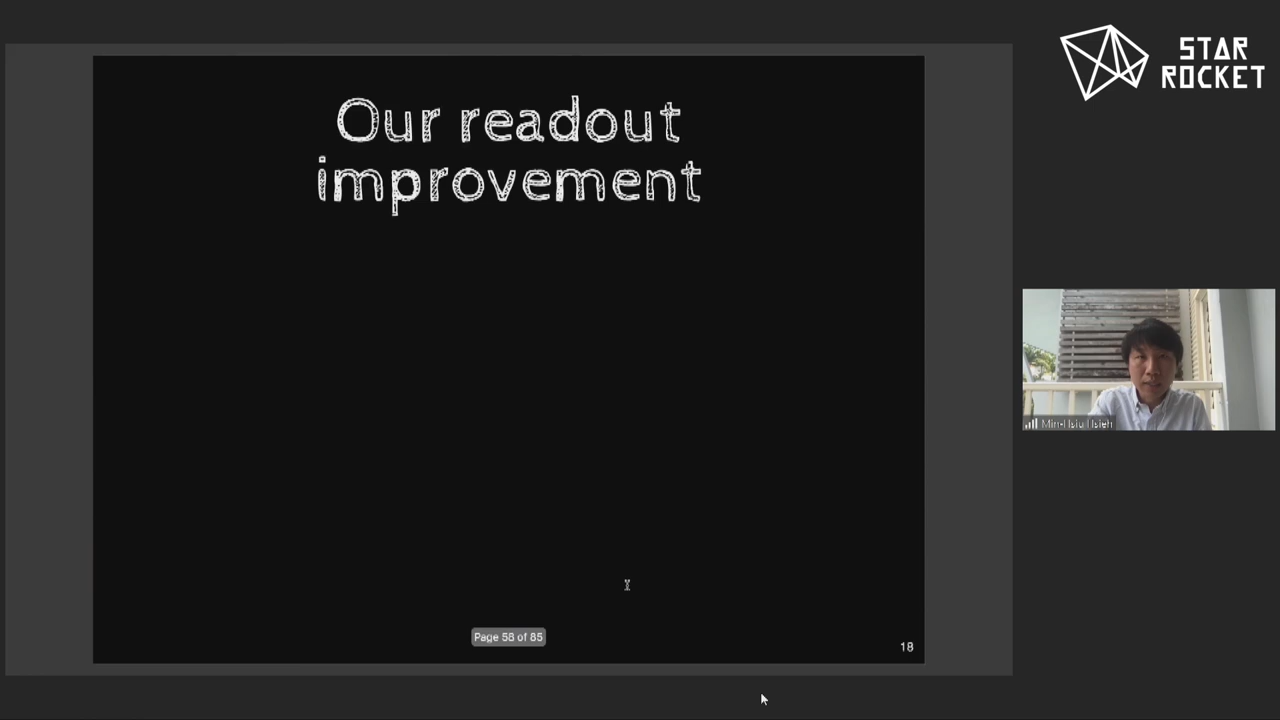 STAR
ROCKET
Our readout
improvement
Min-Hsiu Hsieh
Page 58 of 85
18